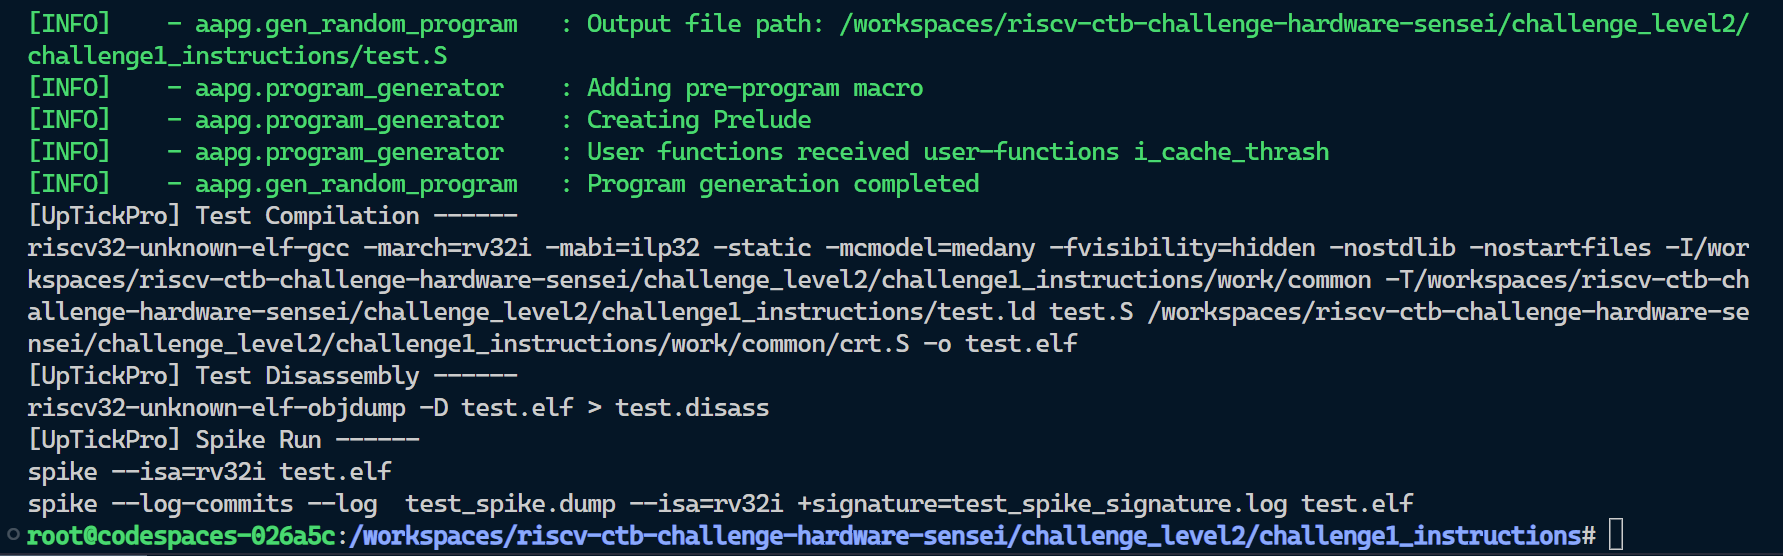 [INFO]    - aapg.gen_random_program   : Output file path: /workspaces/riscv-ctb-challenge-hardware-sensei/challenge_level2/
challenge1_instructions/test.S
[INFO]    - aapg.program_generator    : Adding pre-program macro
[INFO]    - aapg.program_generator    : Creating Prelude
[INFO]    - aapg.program_generator    : User functions received user-functions i_cache_thrash
[INFO]    - aapg.gen_random_program   : Program generation completed
[UpTickPro] Test Compilation ------
riscv32-unknown-elf-gcc -march=rv32i -mabi=ilp32 -static -mcmodel=medany -fvisibility=hidden -nostdlib -nostartfiles -I/wor
kspaces/riscv-ctb-challenge-hardware-sensei/challenge_level2/challenge1_instructions/work/common -T/workspaces/riscv-ctb-ch
allenge-hardware-sensei/challenge_level2/challenge1_instructions/test.ld test.S /workspaces/riscv-ctb-challenge-hardware-se
nsei/challenge_level2/challenge1_instructions/work/common/crt.S -o test.elf
[UpTickPro] Test Disassembly ------
riscv32-unknown-elf-objdump -D test.elf > test.disass
[UpTickPro] Spike Run ------
spike --isa=rv32i test.elf
spike --log-commits --log  test_spike.dump --isa=rv32i +signature=test_spike_signature.log test.elf
root@codespaces-026a5c:/workspaces/riscv-ctb-challenge-hardware-sensei/challenge_level2/challenge1_instructions#